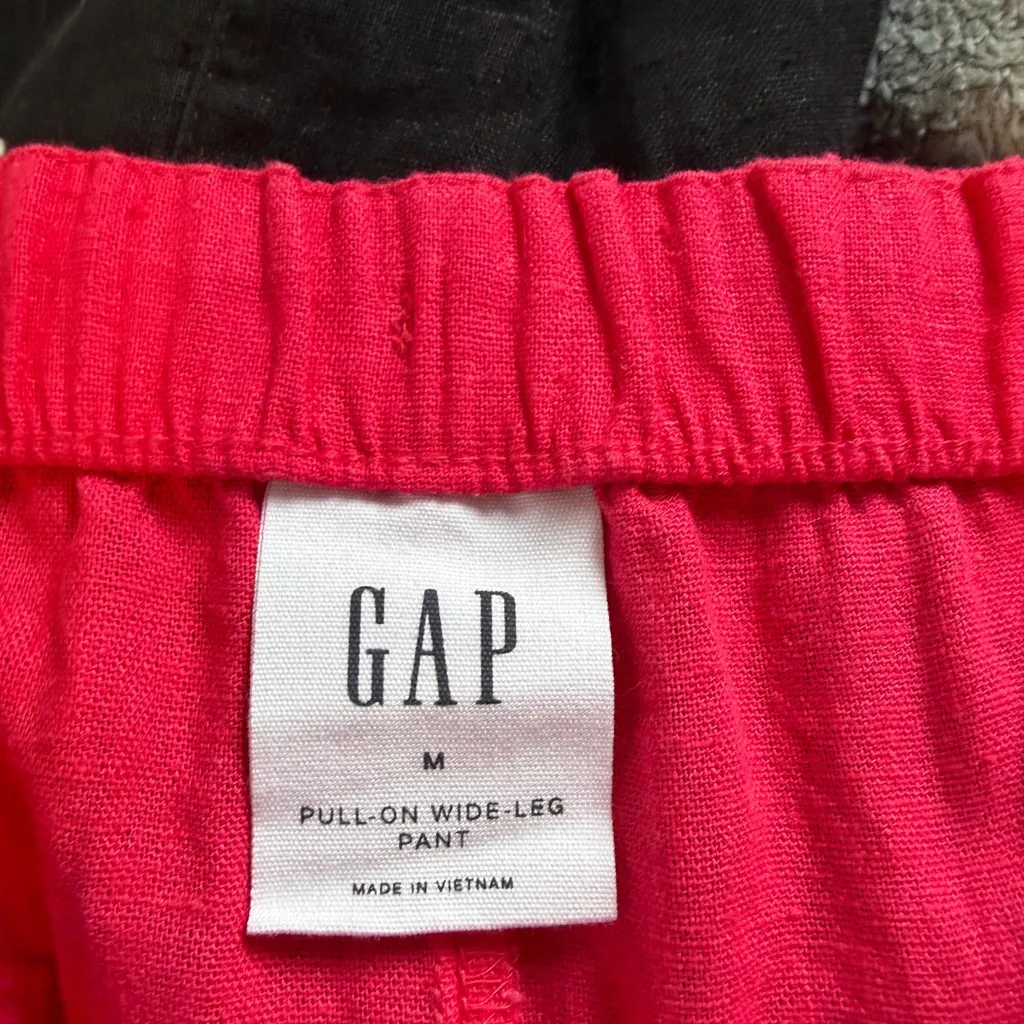 GAP
M
PULL-ON WIDE-LEG
PANT
MADE IN VIETNAM